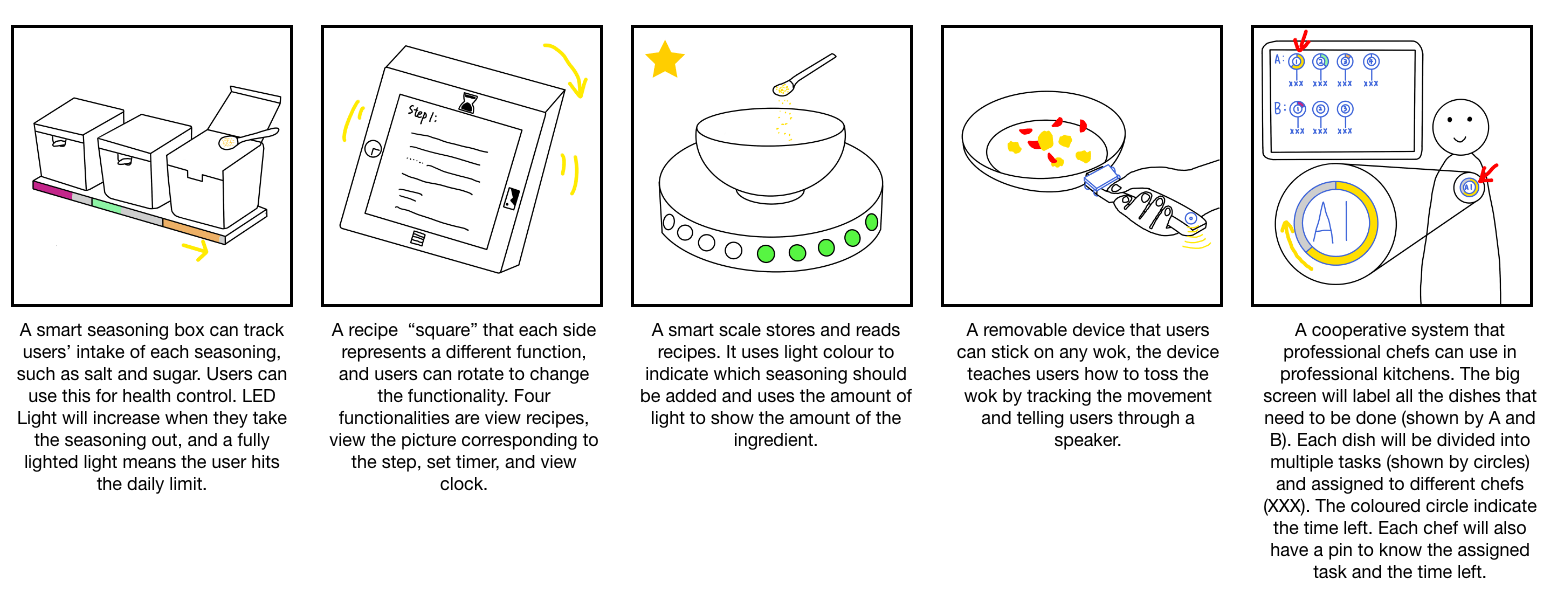 Step 1:
A:
1
2
3
4
xxx
xxx
xxx
xxx
B:
1
2
3
xxx
xxx
xxx
A1
A1
A smart seasoning box can track
users’ intake of each seasoning,
such as salt and sugar. Users can
use this for health control. LED
Light will increase when they take
the seasoning out, and a fully
lighted light means the user hits
the daily limit.
A recipe “square” that each side
represents a different function,
and users can rotate to change
the functionality. Four
functionalities are view recipes,
view the picture corresponding to
the step, set timer, and view
clock.
A smart scale stores and reads
recipes. It uses light colour to
indicate which seasoning should
be added and uses the amount of
light to show the amount of the
ingredient.
A removable device that users
can stick on any wok, the device
teaches users how to toss the
wok by tracking the movement
and telling users through a
speaker.
A cooperative system that
professional chefs can use in
professional kitchens. The big
screen will label all the dishes that
need to be done (shown by A and
B). Each dish will be divided into
multiple tasks (shown by circles)
and assigned to different chefs
(XXX). The coloured circle indicate
the time left. Each chef will also
have a pin to know the assigned
task and the time left.